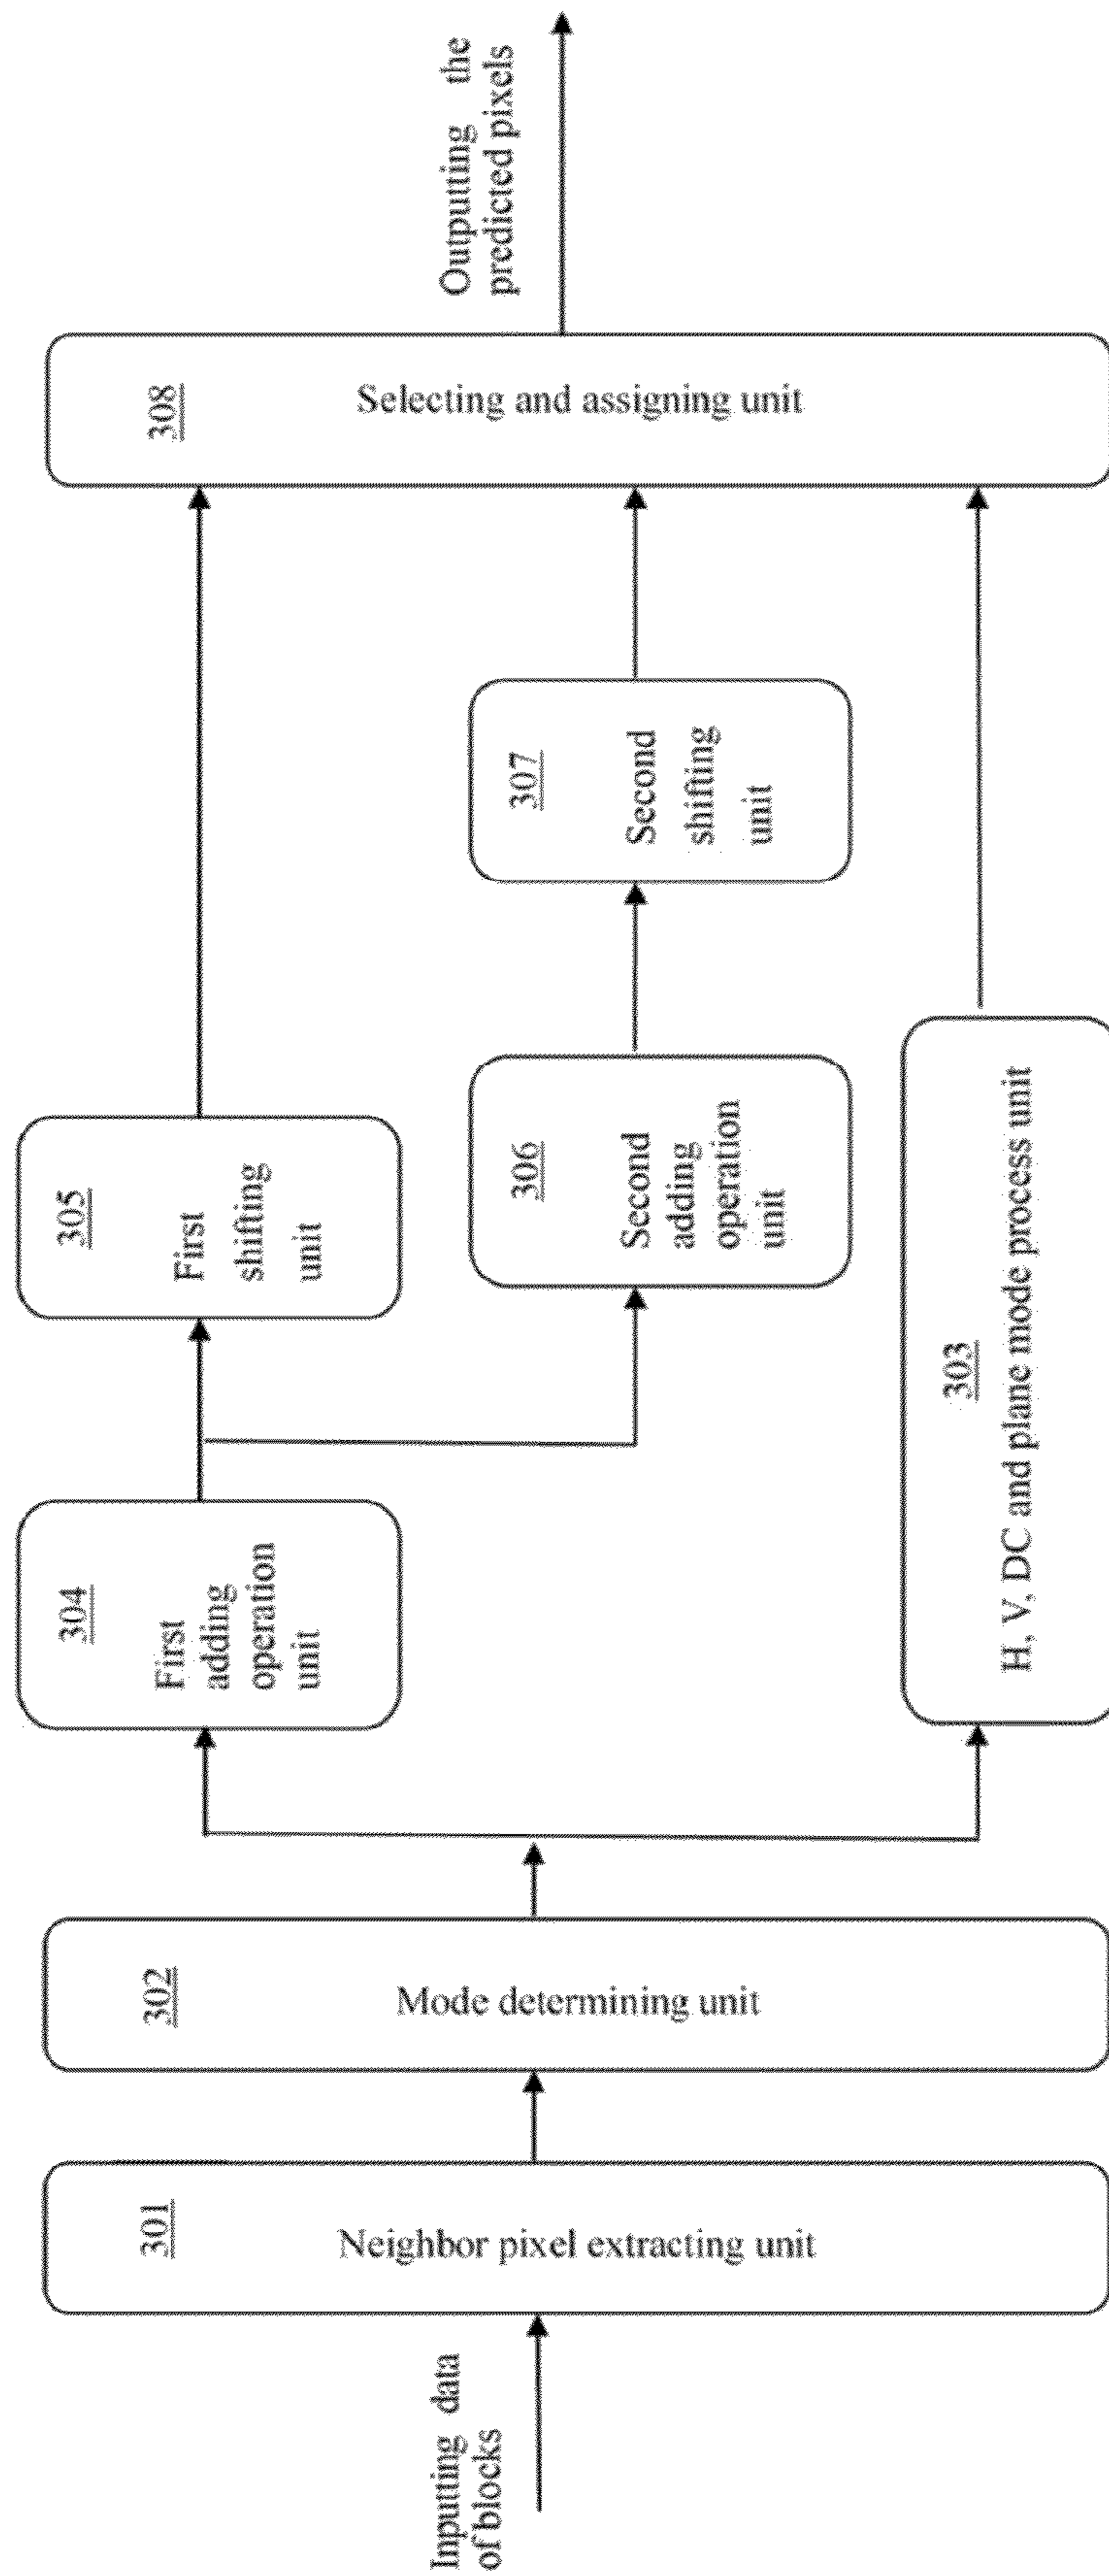 Inputting data
of blocks
301
Neighbor pixel extracting unit
302
Mode determining unit
304
First
adding
operation
unit
303
H, V, DC and plane mode process unit
305
First
shifting
unit
306
Second
adding
operation
unit
307
Second
shifting
unit
308
Selecting and assigning unit
Outputting the
predicted pixels